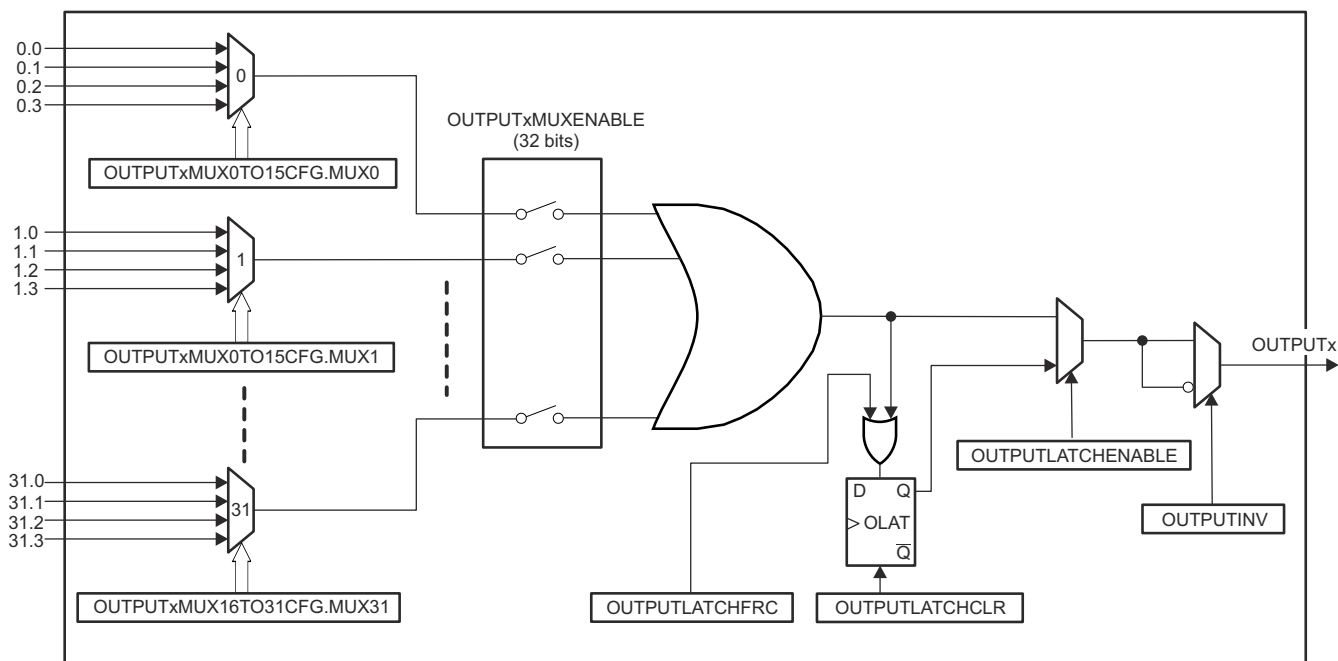 0.0
0.1
0.2
0.3
0
OUTPUTxMUX0TO15CFG.MUX0
1.0
1.1
1.2
1.3
1
OUTPUTxMUX0TO15CFG.MUX1
31.0
31.1
31.2
31.3
31
OUTPUTxMUX16TO31CFG.MUX31
OUTPUTxMUXENABLE
(32 bits)
D Q
OLAT
Q̅
OUTPUTLATCHFRC
OUTPUTLATCHCLR
OUTPUTLATCHENABLE
OUTPUTINV
OUTPUTx